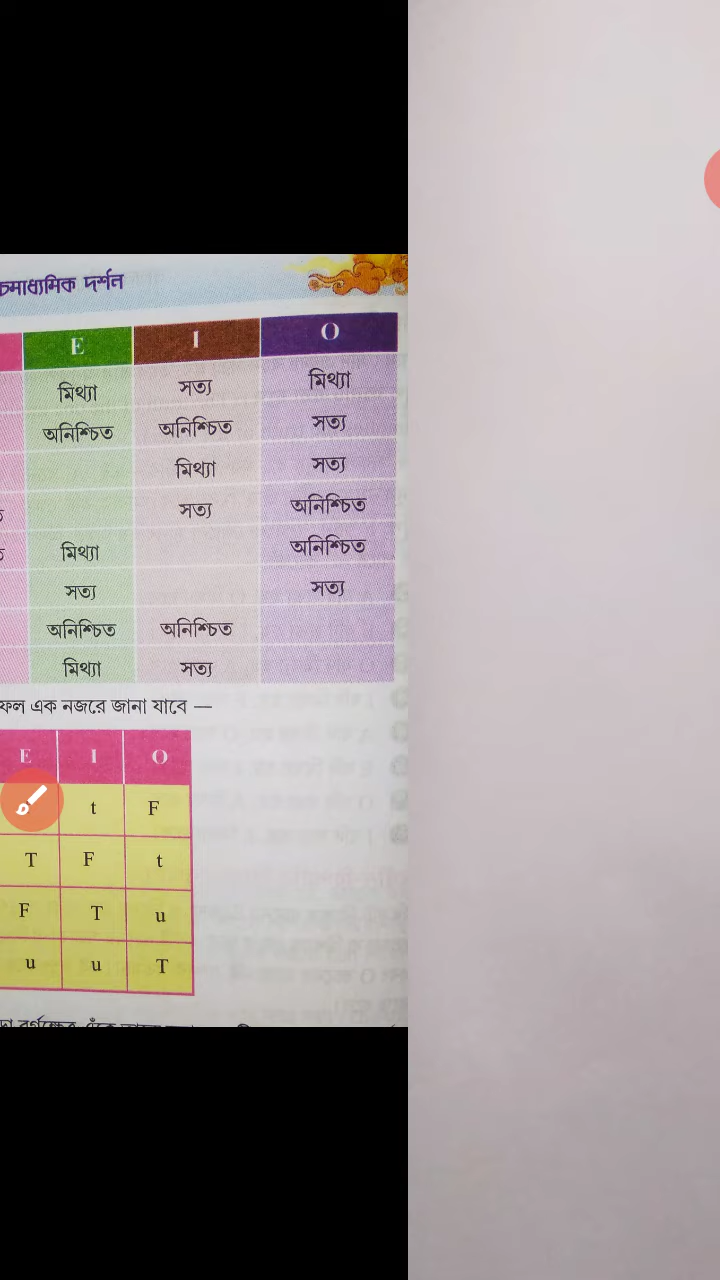 চ্চমাধ্যমিক দর্শন
E I O
মিথ্যা সত্য মিথ্যা
অনিশ্চিত অনিশ্চিত সত্য
মিথ্যা সত্য
সত্য অনিশ্চিত
মিথ্যা অনিশ্চিত
সত্য সত্য
অনিশ্চিত অনিশ্চিত
মিথ্যা সত্য
ফল এক নজরে জানা যাবে —
E I O
t F
T F t
F T u
u u T